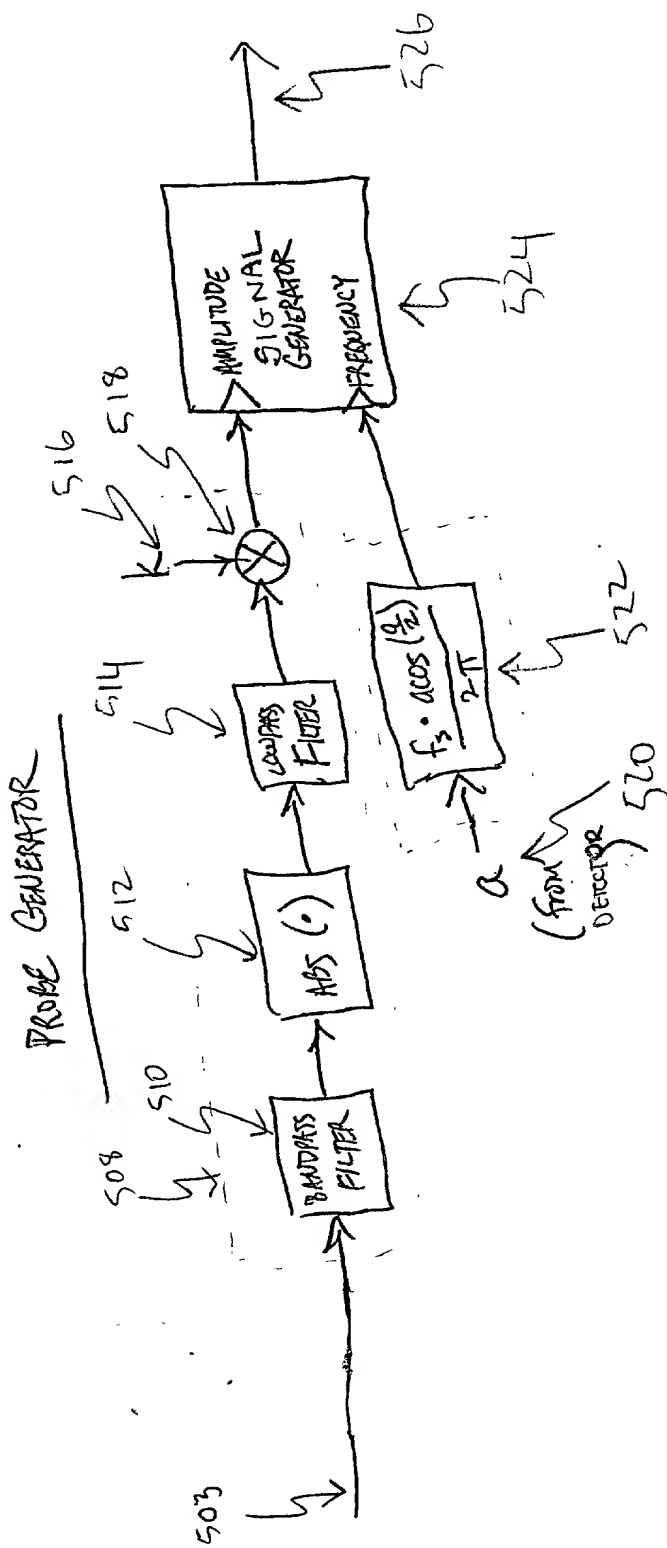 PROBE GENERATOR
503
508
510
512
514
516
518
BANDPASS
FILTER
ABS (•)
LOWPASS
FILTER
k
AMPLITUDE
SIGNAL
GENERATOR
FREQUENCY
526
524
a
(FROM
DETECTOR)
520
f_s • acos(a/2)
2π
522